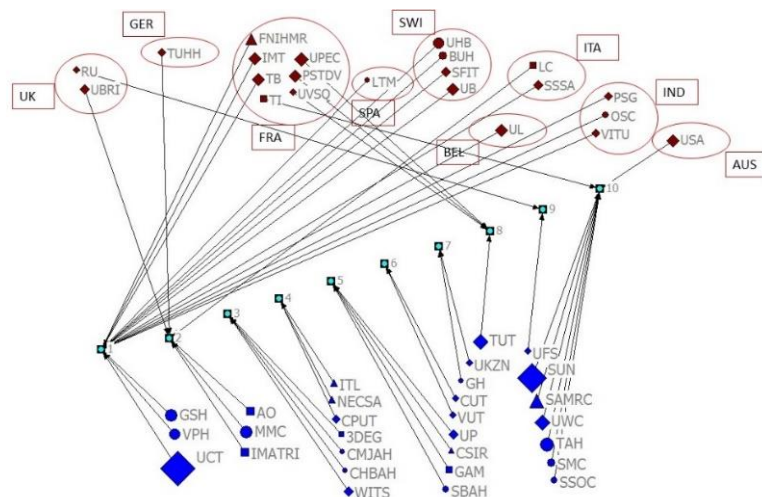 GER
SWI
ITA
FNIHMR
UHB
TUHH
IMT
UPEC
BUH
LC
RU
TB
PSTDV
LTM
SFIT
SSSA
PSG
IND
UK
UBRI
TI
UVSQ
UB
OSC
SPA
FRA
UL
VITU
USA
BEL
AUS
10
9
8
7
6
5
4
3
2
1
TUT
UFS
UKZN
SUN
GH
ITL
CUT
SAMRC
NECSA
GSH
AO
VUT
UWC
CPUT
VPH
MMC
3DEG
UP
TAH
UCT
IMATRI
CMJAH
CSIR
CHBAH
GAM
SMC
WITS
SBAH
SSOC